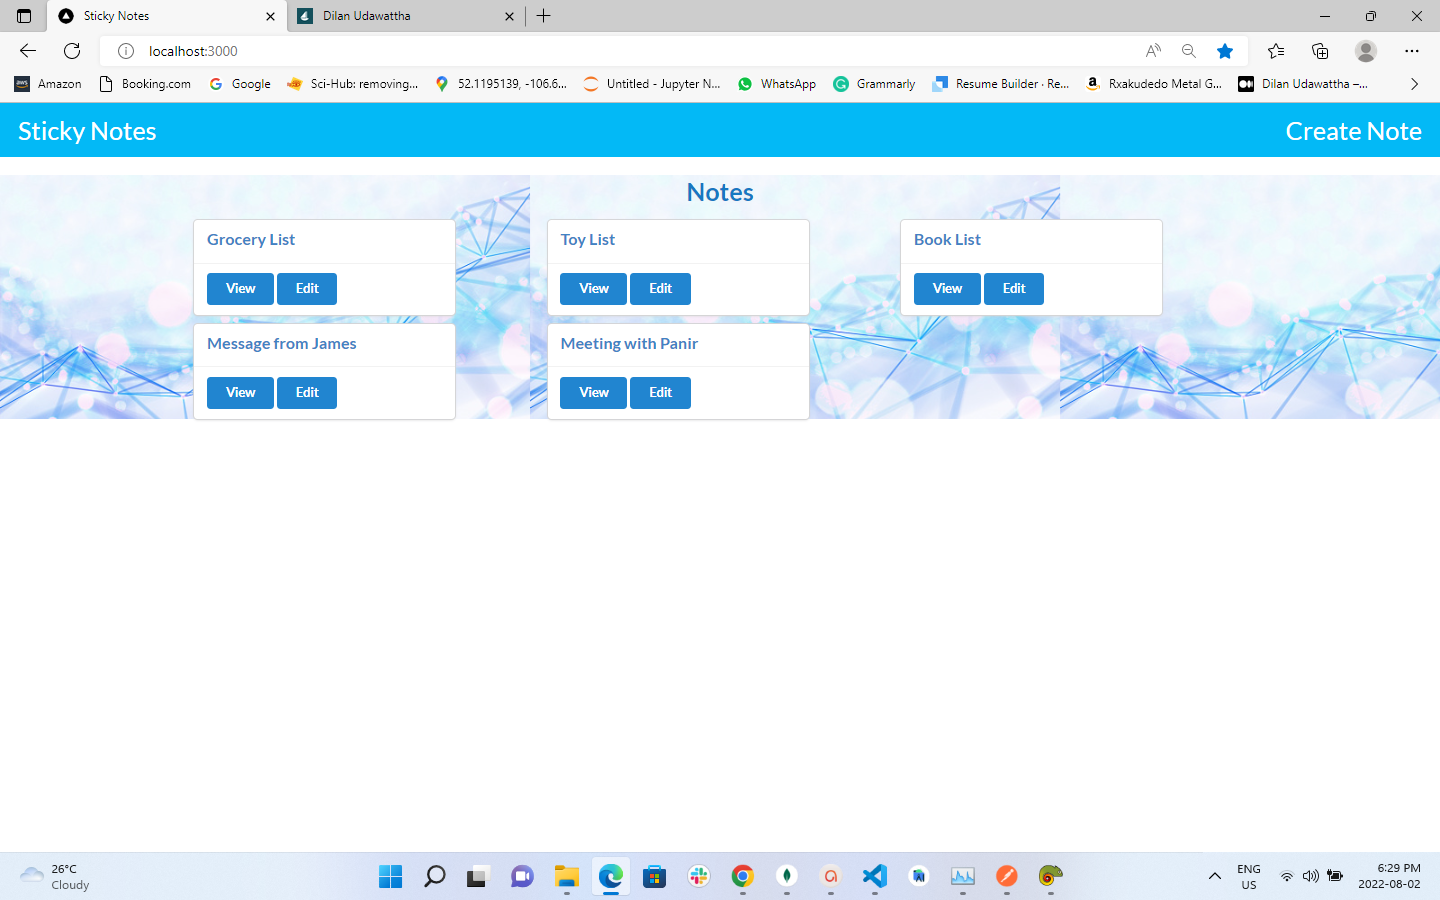 Sticky Notes
Dilan Udawattha
localhost:3000
Amazon
Booking.com
Google
Sci-Hub: removing...
52.1195139, -106.6...
Untitled - Jupyter N...
WhatsApp
Grammarly
Resume Builder · Re...
Rxakudedo Metal G...
Dilan Udawattha –...
Sticky Notes
Create Note
Notes
Grocery List
Toy List
Book List
View Edit
View Edit
View Edit
Message from James
Meeting with Panir
View Edit
View Edit
26°C
Cloudy
ENG
US
6:29 PM
2022-08-02